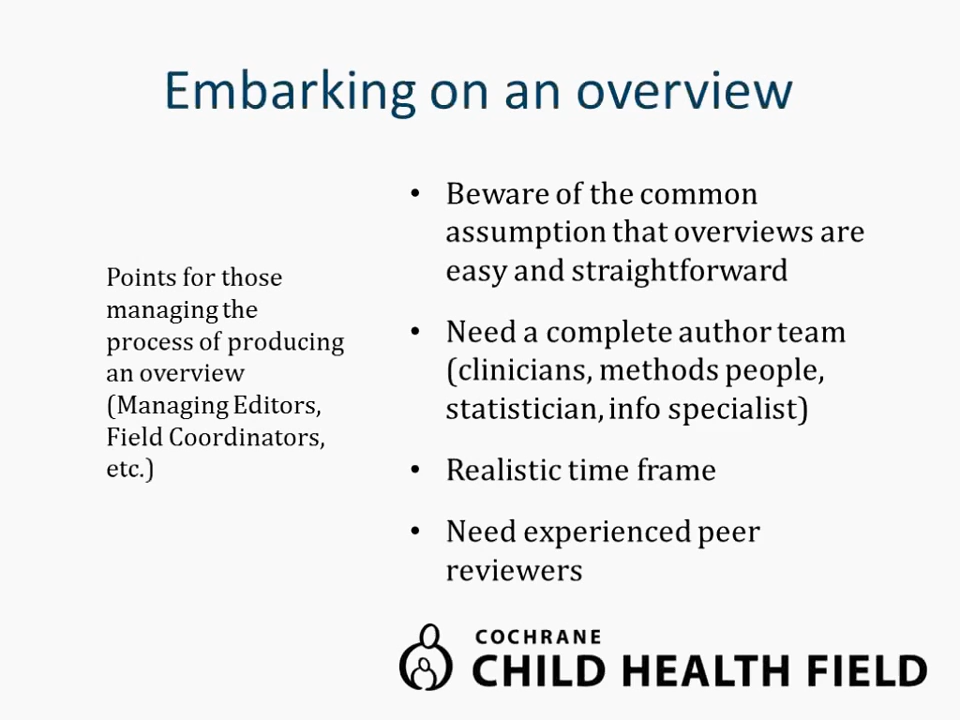 Embarking on an overview
Points for those
managing the
process of producing
an overview
(Managing Editors,
Field Coordinators,
etc.)
• Beware of the common
assumption that overviews are
easy and straightforward
• Need a complete author team
(clinicians, methods people,
statistician, info specialist)
• Realistic time frame
• Need experienced peer
reviewers
COCHRANE
CHILD HEALTH FIELD